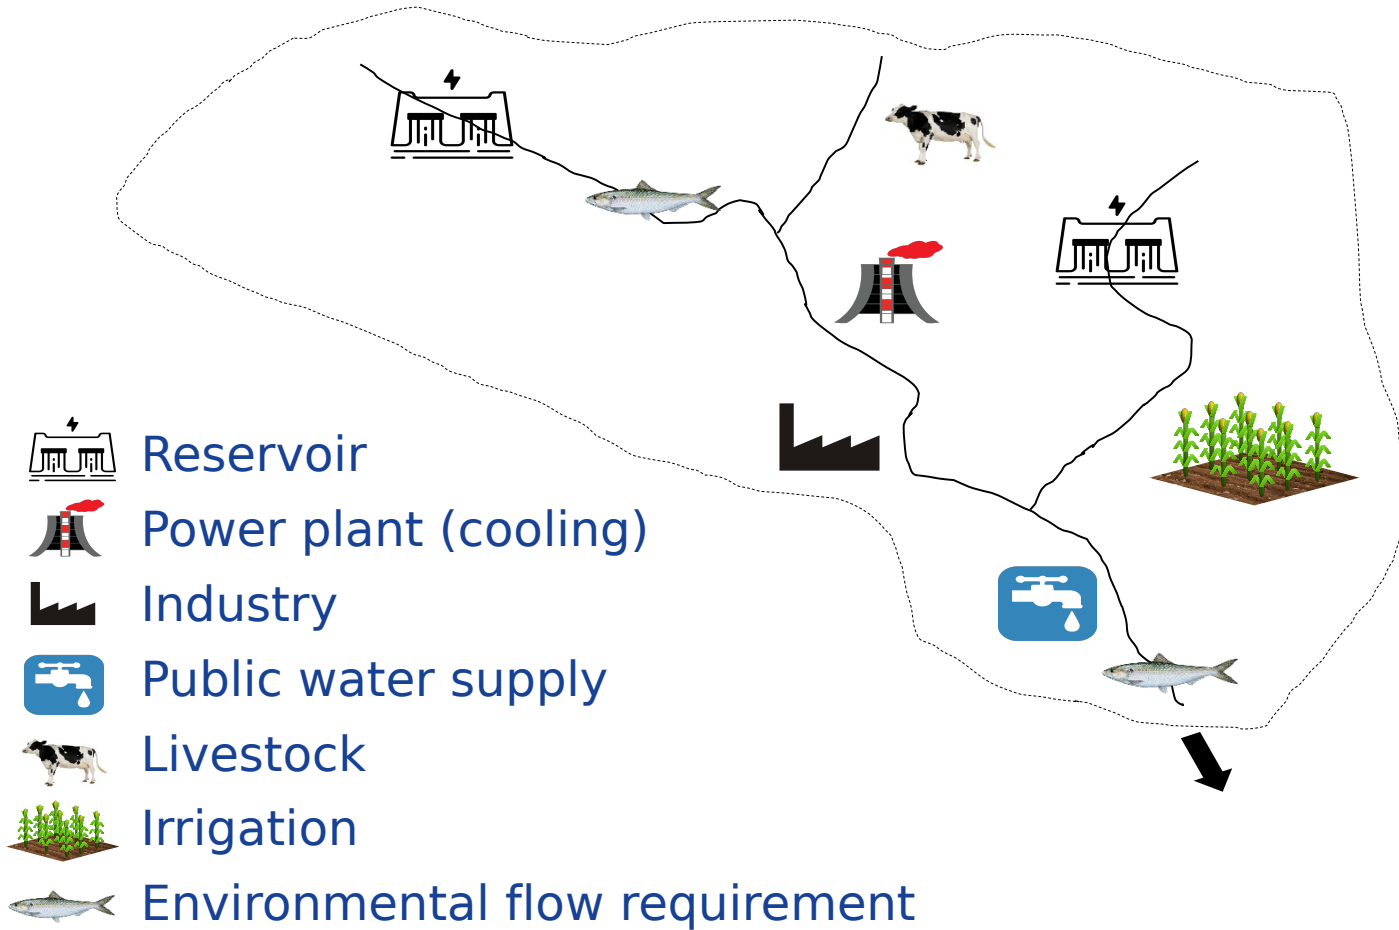 Reservoir
Power plant (cooling)
Industry
Public water supply
Livestock
Irrigation
Environmental flow requirement